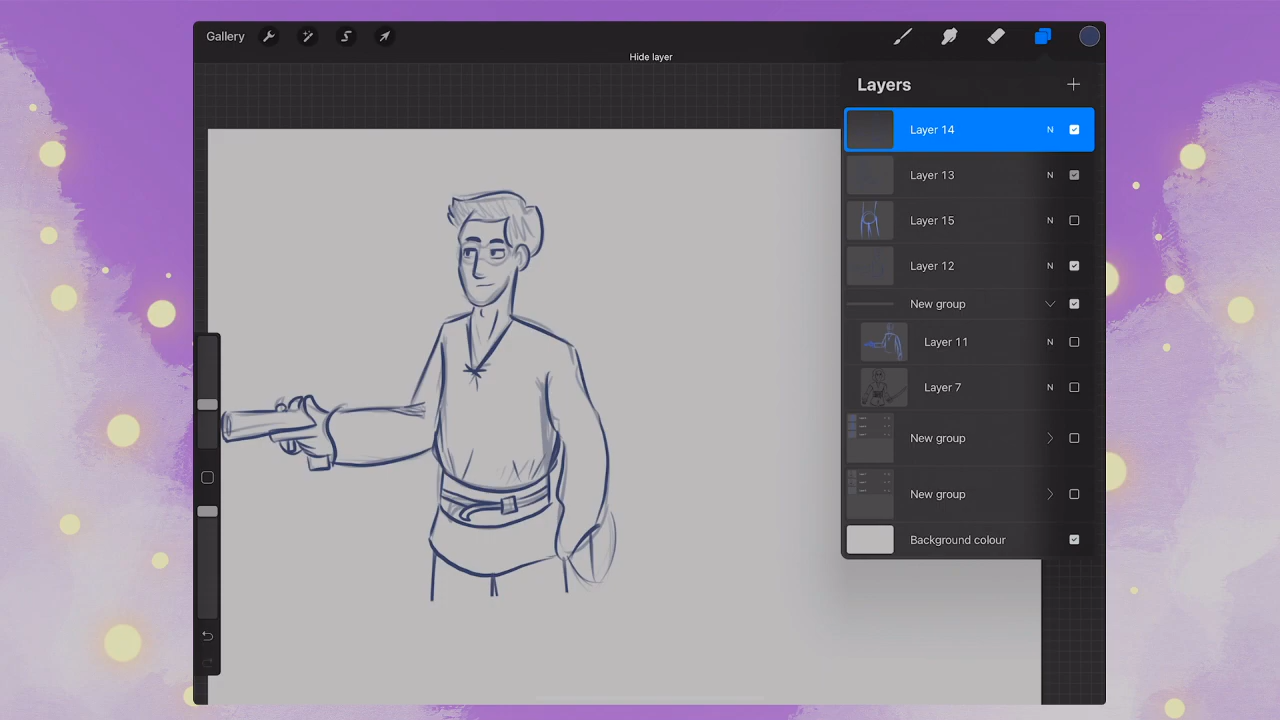 Gallery
Hide layer
Layers
Layer 14 N
Layer 13 N
Layer 15 N
Layer 12 N
New group
Layer 11 N
Layer 7 N
New group
New group
Background colour